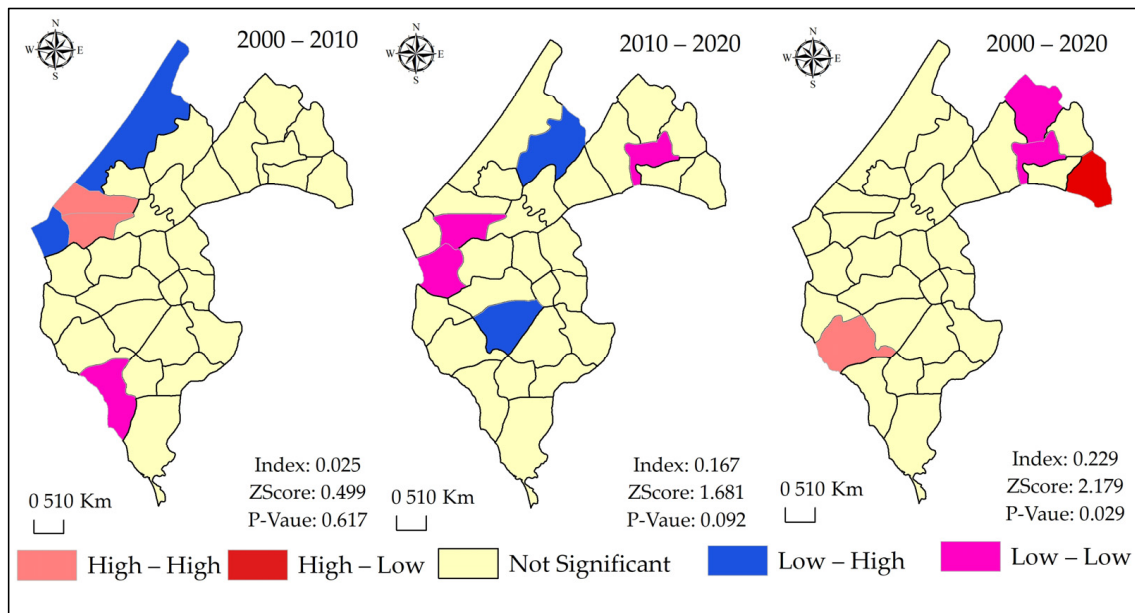 N
W E
S
2000 – 2010
N
W E
S
2010 – 2020
N
W E
S
2000 – 2020
Index: 0.025
ZScore: 0.499
P-Vaue: 0.617
0 510 Km
Index: 0.167
ZScore: 1.681
P-Vaue: 0.092
0 510 Km
Index: 0.229
ZScore: 2.179
P-Vaue: 0.029
0 510 Km
High – High
High – Low
Not Significant
Low – High
Low – Low